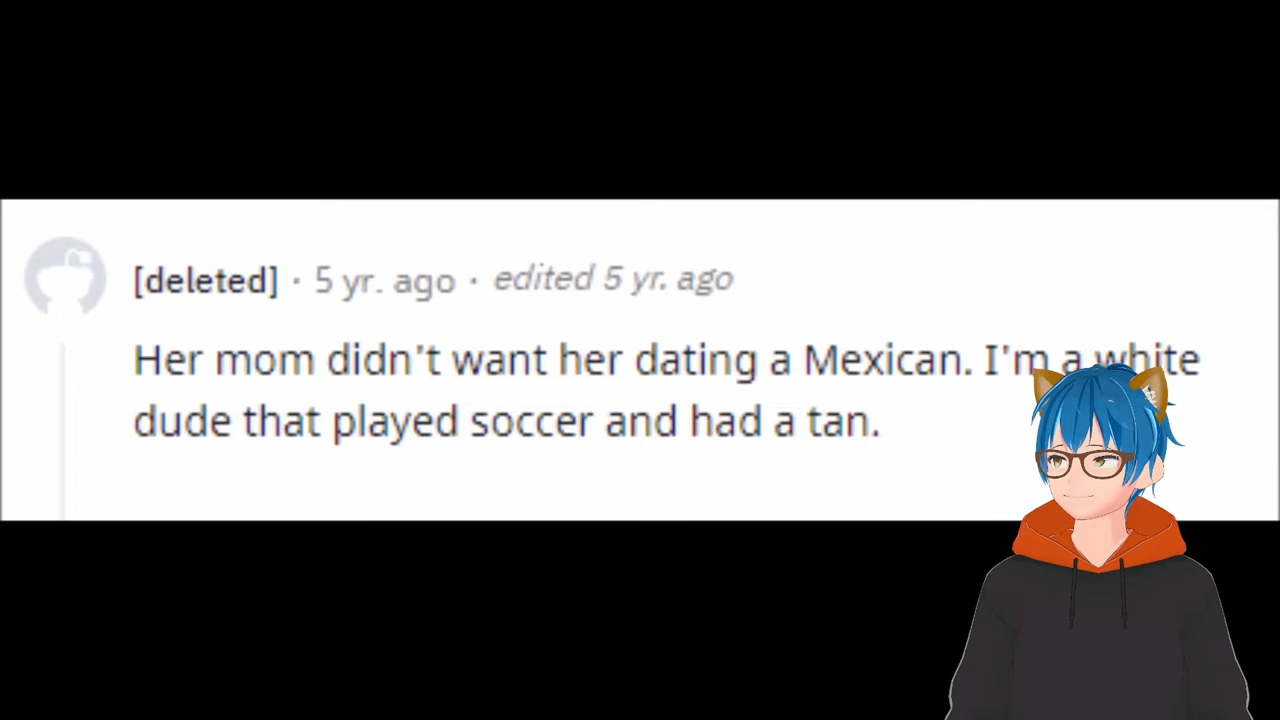 [deleted] · 5 yr. ago · edited 5 yr. ago
Her mom didn't want her dating a Mexican. I'm a white
dude that played soccer and had a tan.